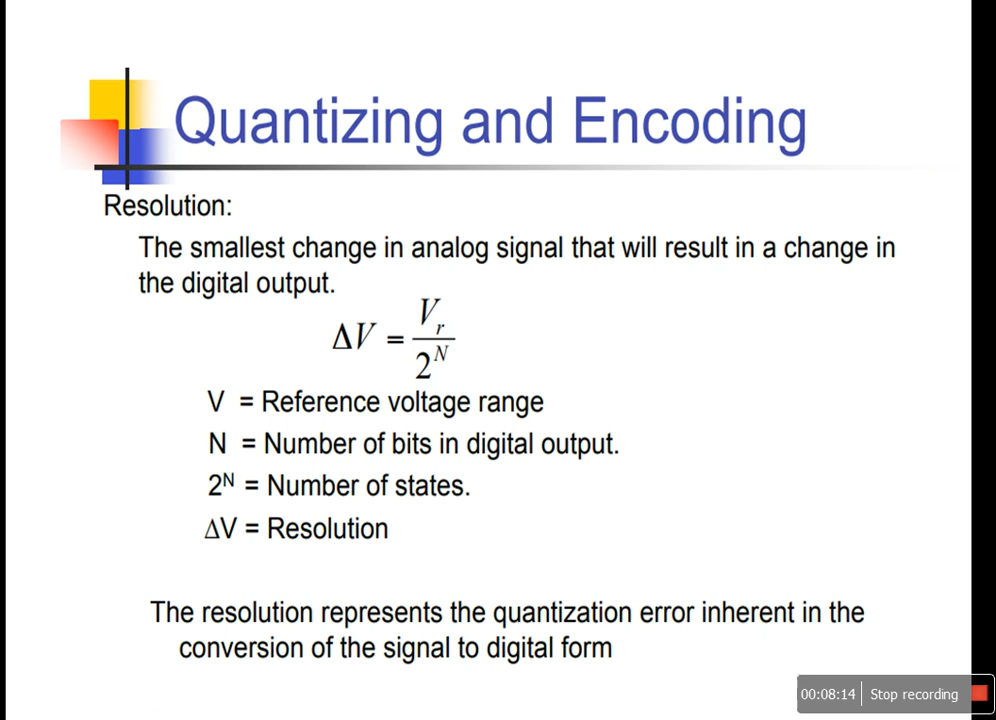 Quantizing and Encoding
Resolution:
The smallest change in analog signal that will result in a change in
the digital output.
ΔV = Vr / 2^N
V = Reference voltage range
N = Number of bits in digital output.
2^N = Number of states.
ΔV = Resolution
The resolution represents the quantization error inherent in the
conversion of the signal to digital form
00:08:14 Stop recording